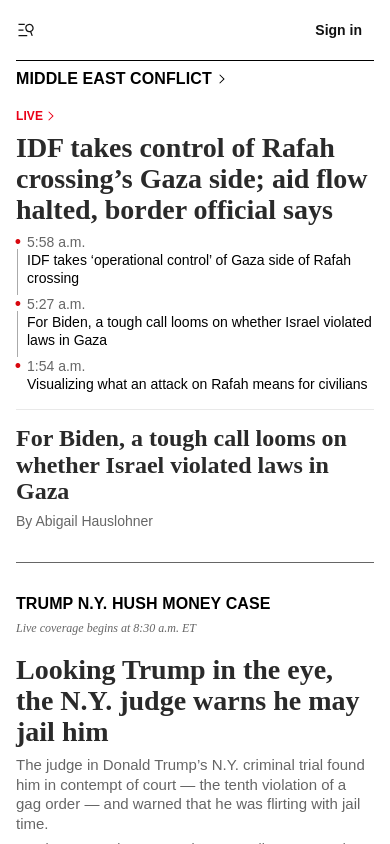 Sign in
MIDDLE EAST CONFLICT
LIVE
IDF takes control of Rafah
crossing’s Gaza side; aid flow
halted, border official says
5:58 a.m.
IDF takes ‘operational control’ of Gaza side of Rafah
crossing
5:27 a.m.
For Biden, a tough call looms on whether Israel violated
laws in Gaza
1:54 a.m.
Visualizing what an attack on Rafah means for civilians
For Biden, a tough call looms on
whether Israel violated laws in
Gaza
By Abigail Hauslohner
TRUMP N.Y. HUSH MONEY CASE
Live coverage begins at 8:30 a.m. ET
Looking Trump in the eye,
the N.Y. judge warns he may
jail him
The judge in Donald Trump’s N.Y. criminal trial found
him in contempt of court — the tenth violation of a
gag order — and warned that he was flirting with jail
time.